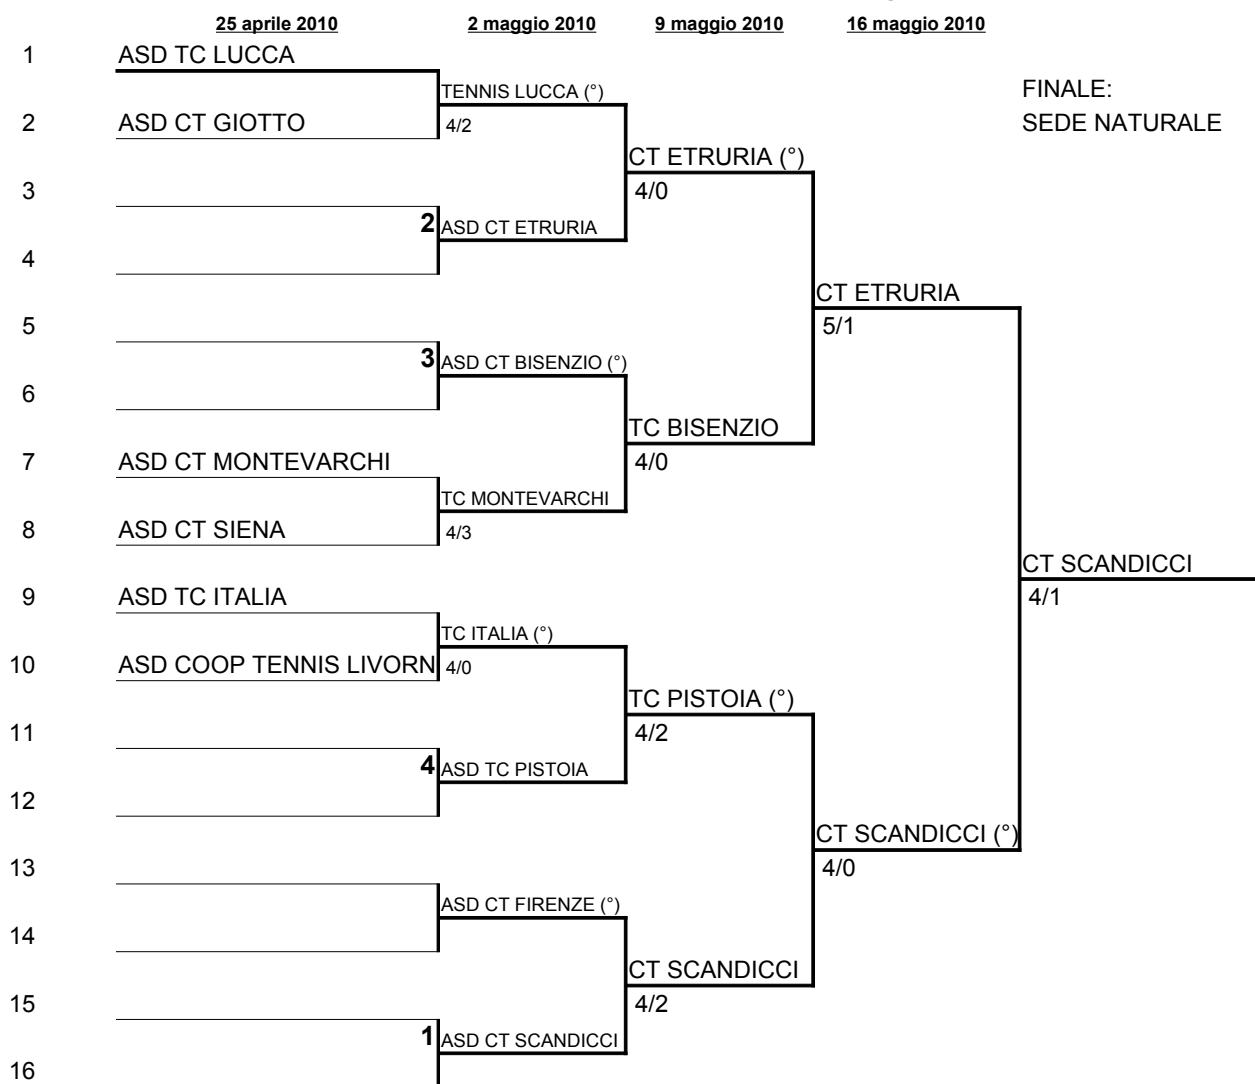 25 aprile 2010 2 maggio 2010 9 maggio 2010 16 maggio 2010
1 ASD TC LUCCA
TENNIS LUCCA (°)
FINALE:
2 ASD CT GIOTTO 4/2
SEDE NATURALE
CT ETRURIA (°)
3 4/0
2 ASD CT ETRURIA
4
CT ETRURIA
5 5/1
3 ASD CT BISENZIO (°)
6
TC BISENZIO
7 ASD CT MONTEVARCHI 4/0
TC MONTEVARCHI
8 ASD CT SIENA 4/3
CT SCANDICCI
9 ASD TC ITALIA 4/1
TC ITALIA (°)
10 ASD COOP TENNIS LIVORN 4/0
TC PISTOIA (°)
11 4/2
4 ASD TC PISTOIA
12
CT SCANDICCI (°)
13 4/0
ASD CT FIRENZE (°)
14
CT SCANDICCI
15 4/2
1 ASD CT SCANDICCI
16